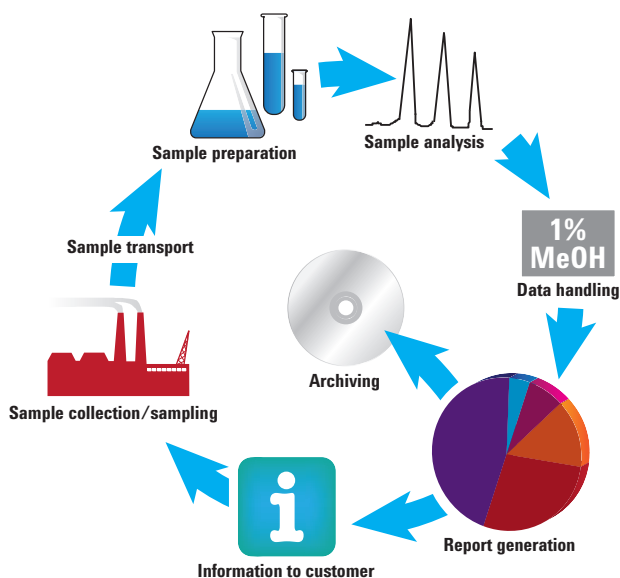 Sample preparation
Sample analysis
Sample transport
1%
MeOH
Data handling
Archiving
Sample collection/sampling
i
Report generation
Information to customer